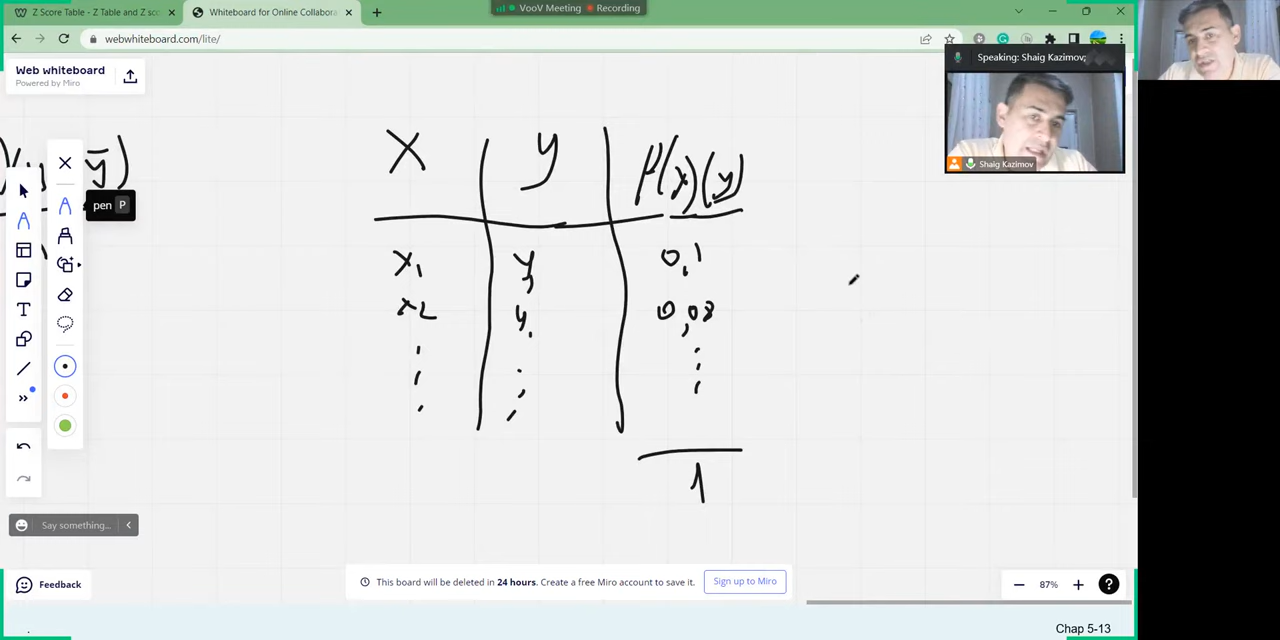 Z Score Table - Z Table and Z sco
Whiteboard for Online Collabora
VooV Meeting Recording
webwhiteboard.com/lite/
Web whiteboard
Powered by Miro
Speaking: Shaig Kazimov;
Shaig Kazimov
pen P
X y P(x)(y)
x1 y 0,1
x2 y 0,08
1
Say something...
Feedback
This board will be deleted in 24 hours. Create a free Miro account to save it.
Sign up to Miro
87%
Chap 5-13